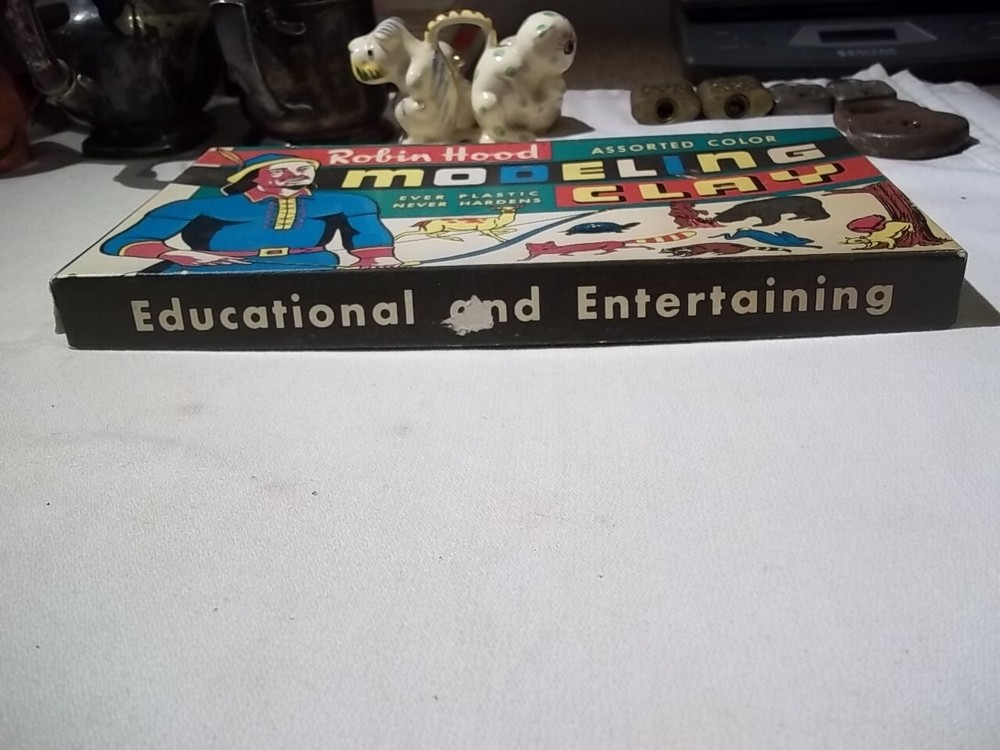 Robin Hood
ASSORTED COLOR
MODELING
EVER PLASTIC
NEVER HARDENS
CLAY
Educational and Entertaining